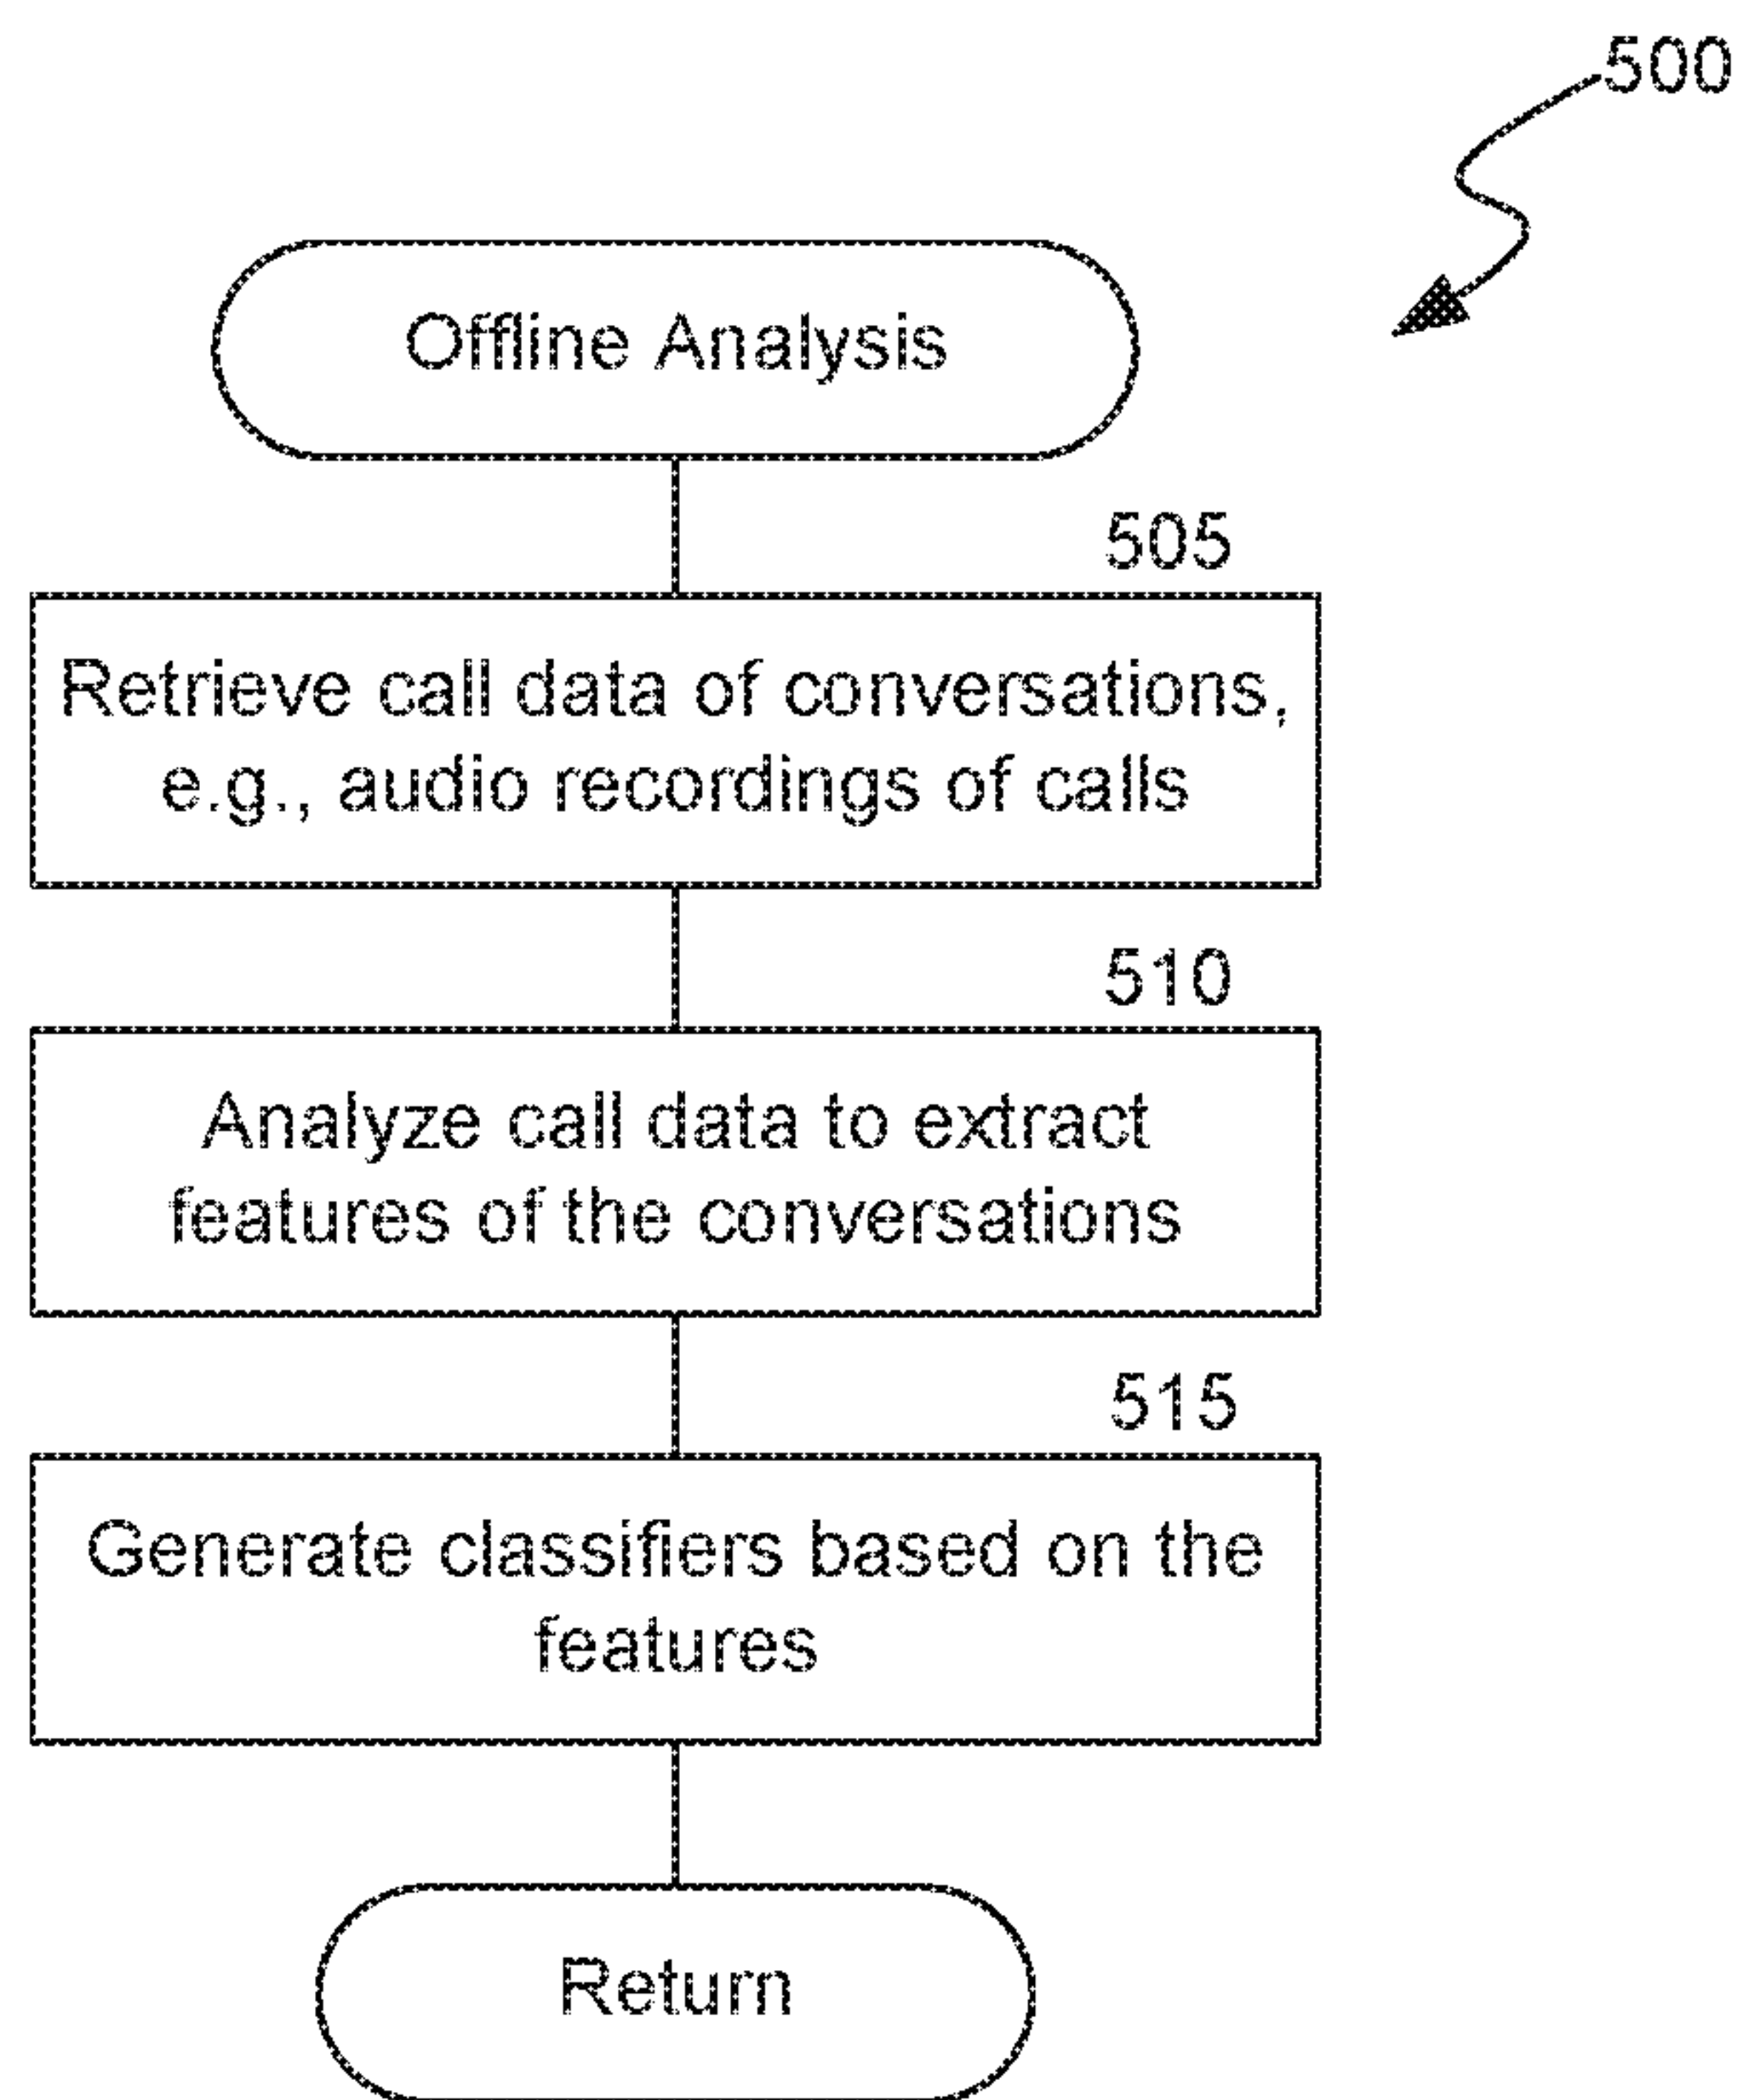 500
Offline Analysis
505
Retrieve call data of conversations,
e.g., audio recordings of calls
510
Analyze call data to extract
features of the conversations
515
Generate classifiers based on the
features
Return